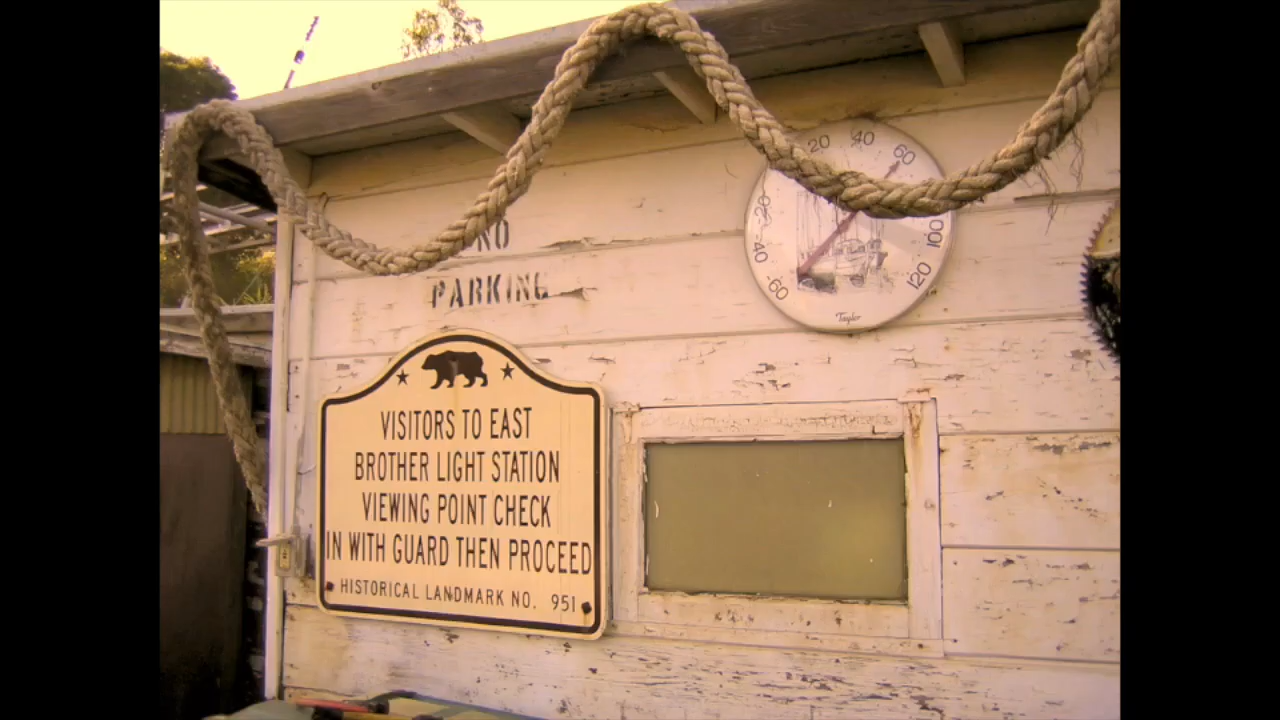 NO
PARKING
20 40 60
-20
-40
-60
100
120
Taylor
VISITORS TO EAST
BROTHER LIGHT STATION
VIEWING POINT CHECK
IN WITH GUARD THEN PROCEED
HISTORICAL LANDMARK NO. 951